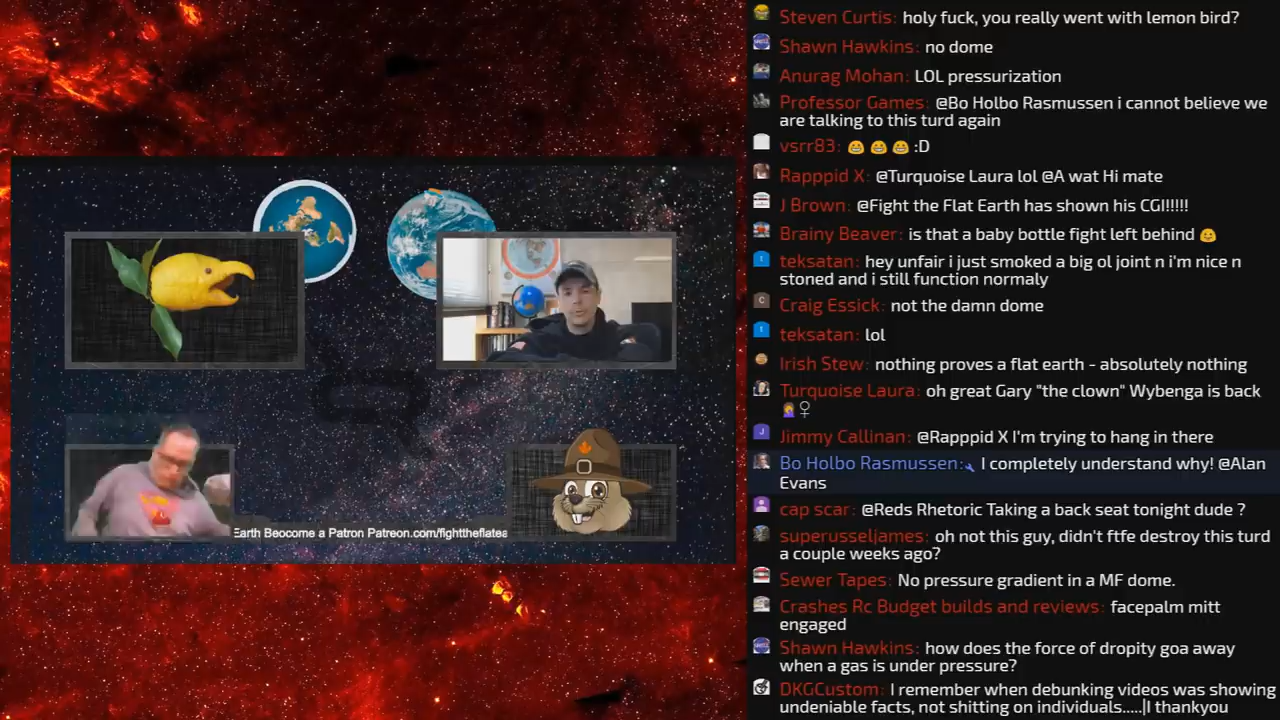 Steven Curtis: holy fuck, you really went with lemon bird?
Shawn Hawkins: no dome
Anurag Mohan: LOL pressurization
Professor Games: @Bo Holbo Rasmussen i cannot believe we
are talking to this turd again
vsrr83: 😁 😁 😁 :D
Rapppid X: @Turquoise Laura lol @A wat Hi mate
J Brown: @Fight the Flat Earth has shown his CGI!!!!!
Brainy Beaver: is that a baby bottle fight left behind 🤗
teksatan: hey unfair i just smoked a big ol joint n i'm nice n
stoned and i still function normaly
Craig Essick: not the damn dome
teksatan: lol
Irish Stew: nothing proves a flat earth - absolutely nothing
Turquoise Laura: oh great Gary "the clown" Wybenga is back
🤦♀
Jimmy Callinan: @Rapppid X I'm trying to hang in there
Bo Holbo Rasmussen: I completely understand why! @Alan
Evans
cap scar: @Reds Rhetoric Taking a back seat tonight dude ?
superusseljames: oh not this guy, didn't ftfe destroy this turd
a couple weeks ago?
Sewer Tapes: No pressure gradient in a MF dome.
Crashes Rc Budget builds and reviews: facepalm mitt
engaged
Shawn Hawkins: how does the force of dropity goa away
when a gas is under pressure?
DKGCustom: I remember when debunking videos was showing
undeniable facts, not shitting on individuals.....|I thankyou
Earth Beocome a Patron Patreon.com/fighttheflatea